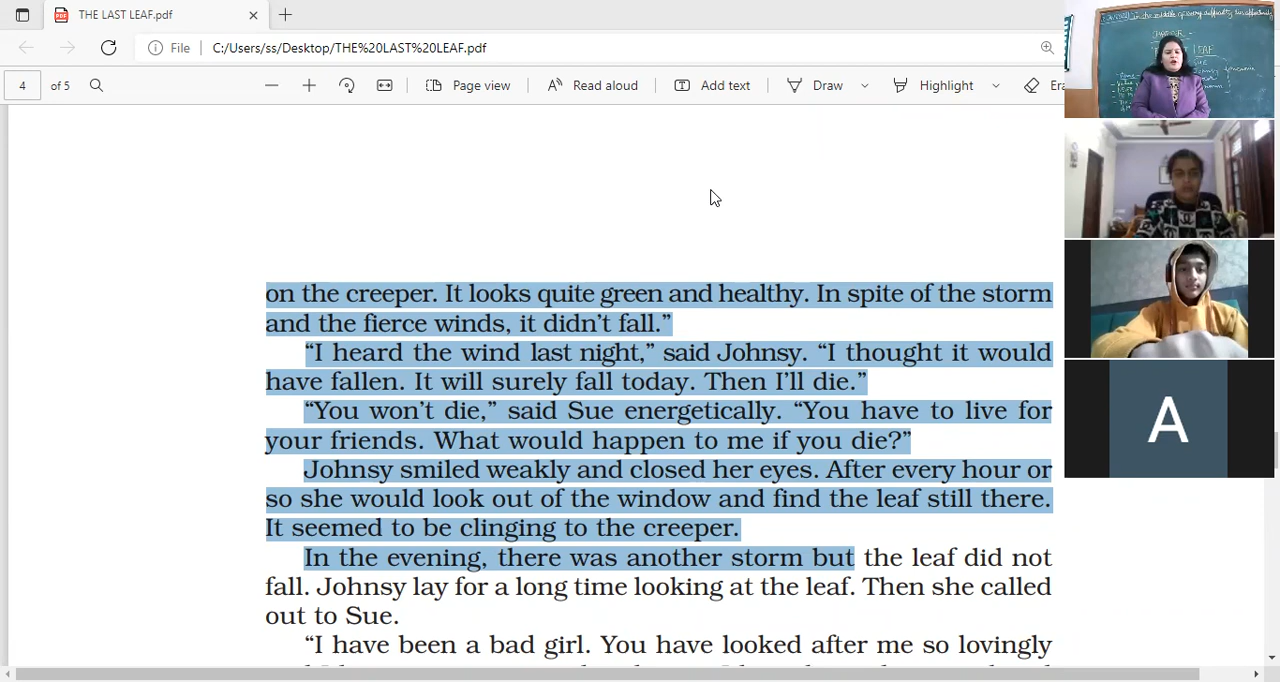 THE LAST LEAF.pdf
File C:/Users/ss/Desktop/THE%20LAST%20LEAF.pdf
4 of 5 Page view Read aloud Add text Draw Highlight
on the creeper. It looks quite green and healthy. In spite of the storm
and the fierce winds, it didn't fall.”
“I heard the wind last night,” said Johnsy. “I thought it would
have fallen. It will surely fall today. Then I'll die.”
“You won't die,” said Sue energetically. “You have to live for
your friends. What would happen to me if you die?”
Johnsy smiled weakly and closed her eyes. After every hour or
so she would look out of the window and find the leaf still there.
It seemed to be clinging to the creeper.
In the evening, there was another storm but the leaf did not
fall. Johnsy lay for a long time looking at the leaf. Then she called
out to Sue.
“I have been a bad girl. You have looked after me so lovingly
A